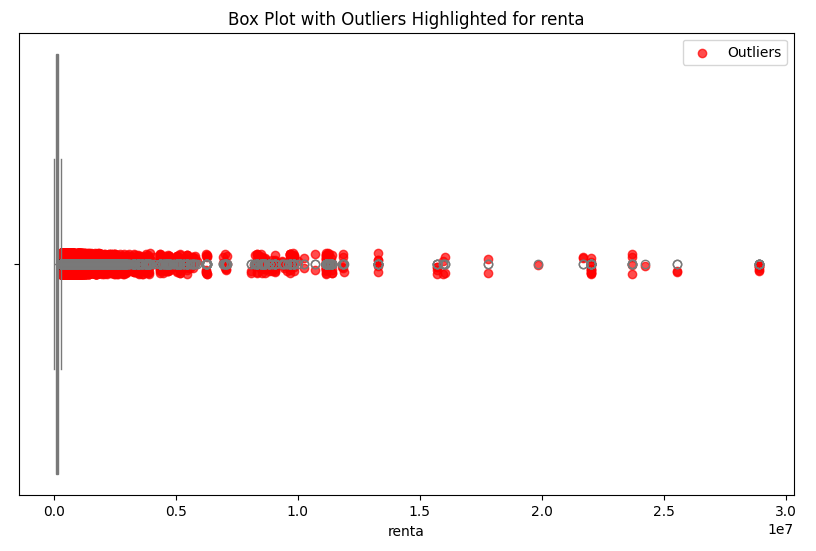 Box Plot with Outliers Highlighted for renta
Outliers
0.0 0.5 1.0 1.5 2.0 2.5 3.0
1e7
renta